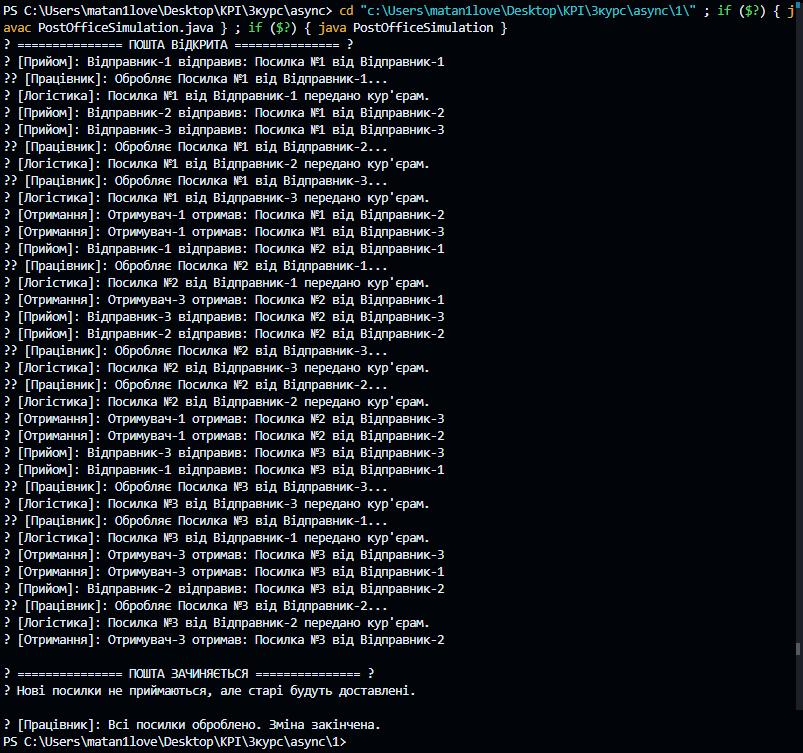 PS C:\Users\matan1love\Desktop\KPI\3курс\async> cd "c:\Users\matan1love\Desktop\KPI\3курс\async\1\" ; if ($?) { j
avac PostOfficeSimulation.java } ; if ($?) { java PostOfficeSimulation }
? =============== ПОШТА ВІДКРИТА =============== ?
? [Прийом]: Відправник-1 відправив: Посилка №1 від Відправник-1
?? [Працівник]: Обробляє Посилка №1 від Відправник-1...
? [Логістика]: Посилка №1 від Відправник-1 передано кур'єрам.
? [Прийом]: Відправник-2 відправив: Посилка №1 від Відправник-2
? [Прийом]: Відправник-3 відправив: Посилка №1 від Відправник-3
?? [Працівник]: Обробляє Посилка №1 від Відправник-2...
? [Логістика]: Посилка №1 від Відправник-2 передано кур'єрам.
?? [Працівник]: Обробляє Посилка №1 від Відправник-3...
? [Логістика]: Посилка №1 від Відправник-3 передано кур'єрам.
? [Отримання]: Отримувач-1 отримав: Посилка №1 від Відправник-2
? [Отримання]: Отримувач-1 отримав: Посилка №1 від Відправник-3
? [Прийом]: Відправник-1 відправив: Посилка №2 від Відправник-1
?? [Працівник]: Обробляє Посилка №2 від Відправник-1...
? [Логістика]: Посилка №2 від Відправник-1 передано кур'єрам.
? [Отримання]: Отримувач-3 отримав: Посилка №2 від Відправник-1
? [Прийом]: Відправник-3 відправив: Посилка №2 від Відправник-3
? [Прийом]: Відправник-2 відправив: Посилка №2 від Відправник-2
?? [Працівник]: Обробляє Посилка №2 від Відправник-3...
? [Логістика]: Посилка №2 від Відправник-3 передано кур'єрам.
?? [Працівник]: Обробляє Посилка №2 від Відправник-2...
? [Логістика]: Посилка №2 від Відправник-2 передано кур'єрам.
? [Отримання]: Отримувач-1 отримав: Посилка №2 від Відправник-3
? [Отримання]: Отримувач-1 отримав: Посилка №2 від Відправник-2
? [Прийом]: Відправник-3 відправив: Посилка №3 від Відправник-3
? [Прийом]: Відправник-1 відправив: Посилка №3 від Відправник-1
?? [Працівник]: Обробляє Посилка №3 від Відправник-3...
? [Логістика]: Посилка №3 від Відправник-3 передано кур'єрам.
?? [Працівник]: Обробляє Посилка №3 від Відправник-1...
? [Логістика]: Посилка №3 від Відправник-1 передано кур'єрам.
? [Отримання]: Отримувач-3 отримав: Посилка №3 від Відправник-3
? [Отримання]: Отримувач-3 отримав: Посилка №3 від Відправник-1
? [Прийом]: Відправник-2 відправив: Посилка №3 від Відправник-2
?? [Працівник]: Обробляє Посилка №3 від Відправник-2...
? [Логістика]: Посилка №3 від Відправник-2 передано кур'єрам.
? [Отримання]: Отримувач-3 отримав: Посилка №3 від Відправник-2
? =============== ПОШТА ЗАЧИНЯЄТЬСЯ =============== ?
? Нові посилки не приймаються, але старі будуть доставлені.
? [Працівник]: Всі посилки оброблено. Зміна закінчена.
PS C:\Users\matan1love\Desktop\KPI\3курс\async\1>